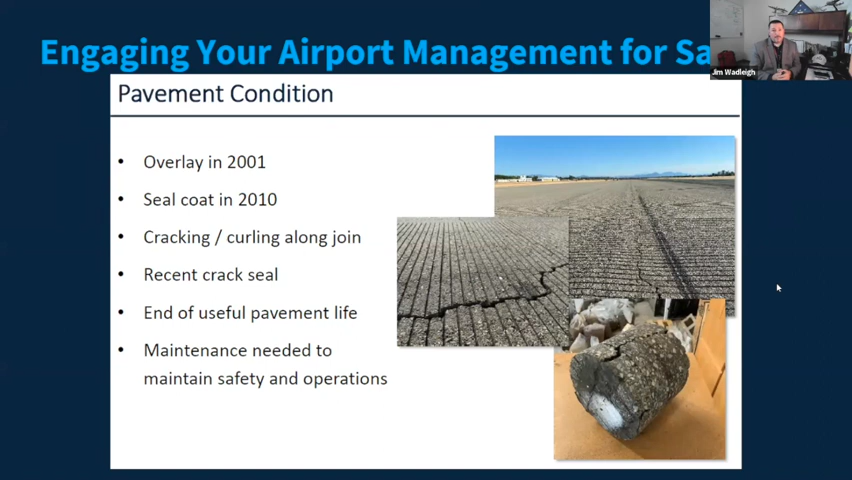 Engaging Your Airport Management for Sa
Jim Wadleigh
Pavement Condition
• Overlay in 2001
• Seal coat in 2010
• Cracking / curling along join
• Recent crack seal
• End of useful pavement life
• Maintenance needed to
maintain safety and operations